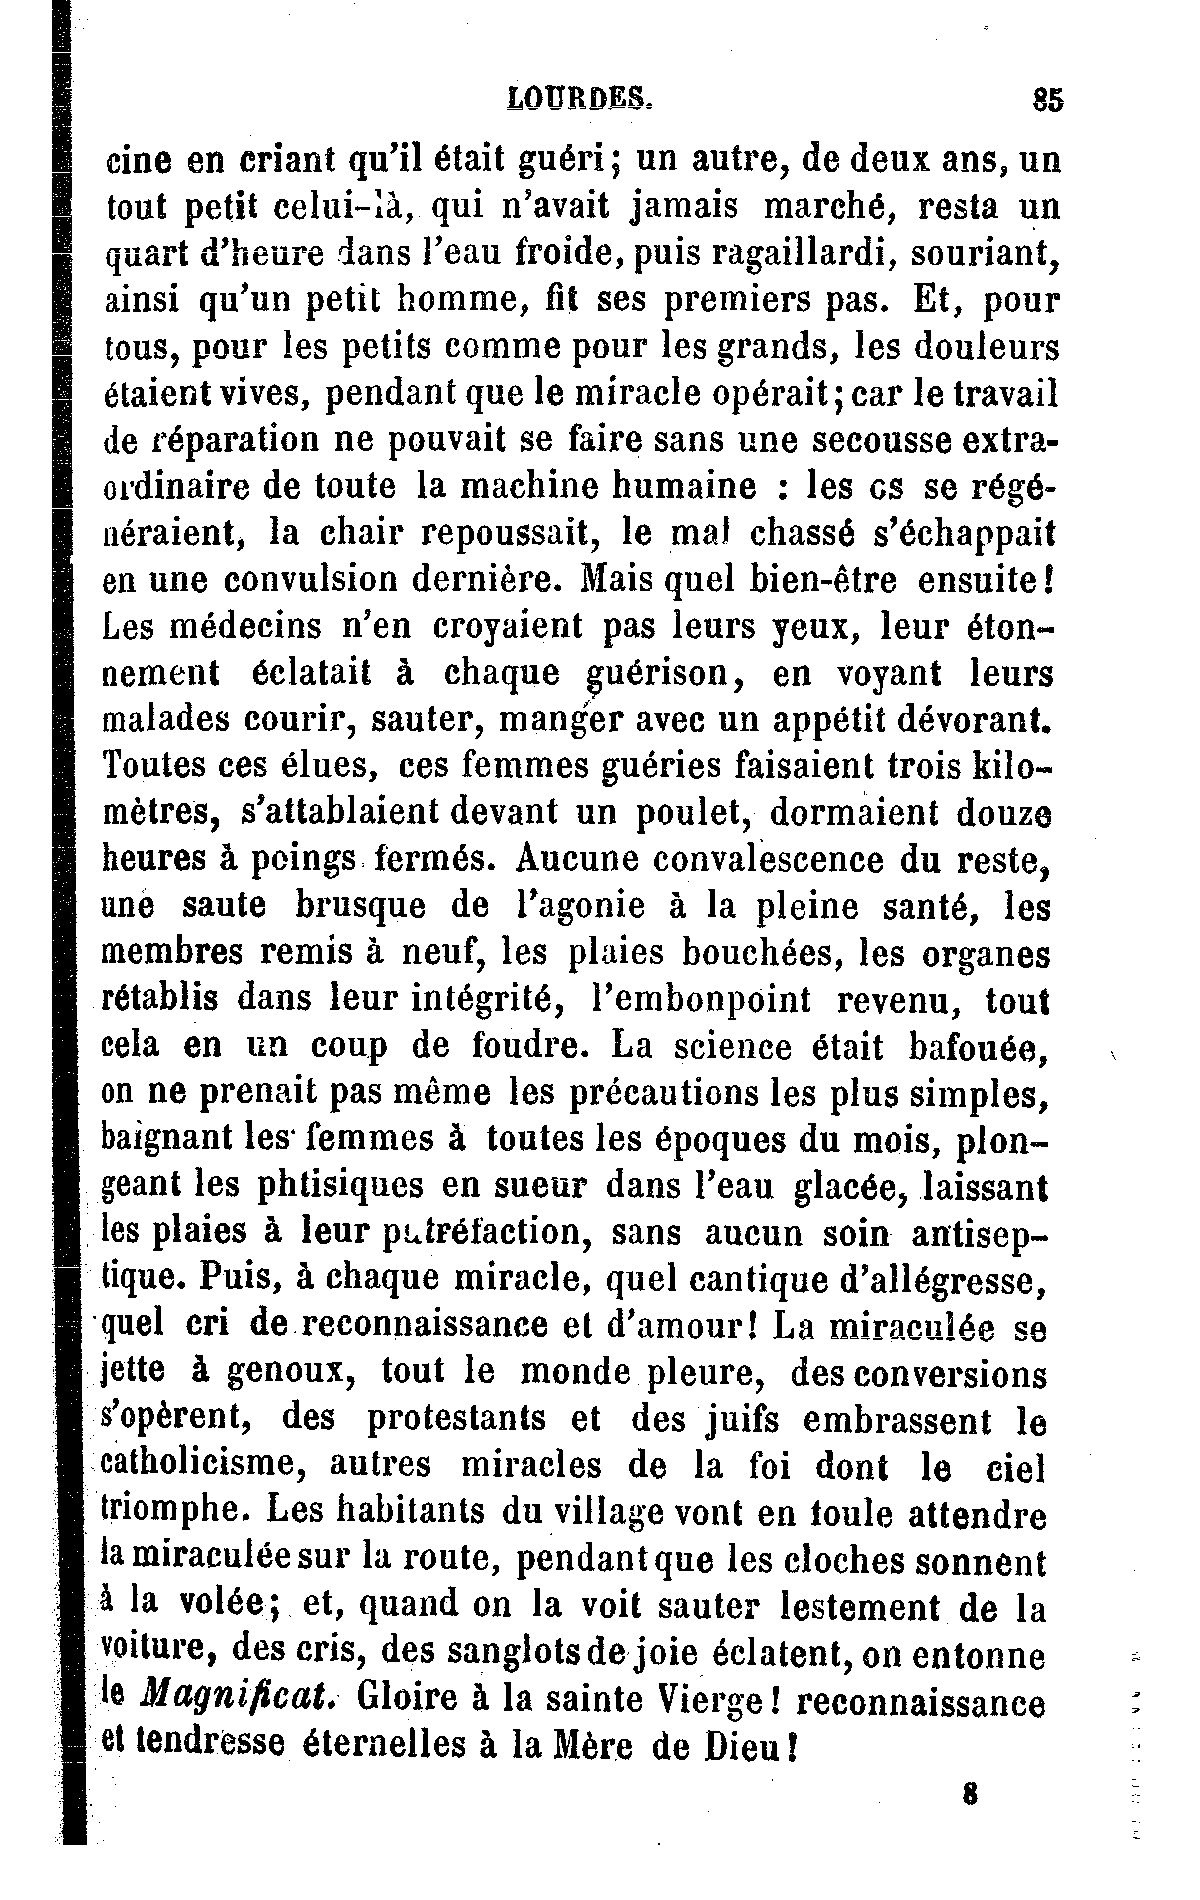 LOURDES. 85
cine en criant qu'il était guéri; un autre, de deux ans, un
tout petit celui-là, qui n'avait jamais marché, resta un
quart d'heure dans l'eau froide, puis ragaillardi, souriant,
ainsi qu'un petit homme, fit ses premiers pas. Et, pour
tous, pour les petits comme pour les grands, les douleurs
étaient vives, pendant que le miracle opérait; car le travail
de réparation ne pouvait se faire sans une secousse extra-
ordinaire de toute la machine humaine : les os se régé-
néraient, la chair repoussait, le mal chassé s'échappait
en une convulsion dernière. Mais quel bien-être ensuite!
Les médecins n'en croyaient pas leurs yeux, leur éton-
nement éclatait à chaque guérison, en voyant leurs
malades courir, sauter, manger avec un appétit dévorant.
Toutes ces élues, ces femmes guéries faisaient trois kilo-
mètres, s'attablaient devant un poulet, dormaient douze
heures à poings fermés. Aucune convalescence du reste,
une saute brusque de l'agonie à la pleine santé, les
membres remis à neuf, les plaies bouchées, les organes
rétablis dans leur intégrité, l'embonpoint revenu, tout
cela en un coup de foudre. La science était bafouée,
on ne prenait pas même les précautions les plus simples,
baignant les femmes à toutes les époques du mois, plon-
geant les phtisiques en sueur dans l'eau glacée, laissant
les plaies à leur putréfaction, sans aucun soin antisep-
tique. Puis, à chaque miracle, quel cantique d'allégresse,
quel cri de reconnaissance et d'amour! La miraculée se
jette à genoux, tout le monde pleure, des conversions
s'opèrent, des protestants et des juifs embrassent le
catholicisme, autres miracles de la foi dont le ciel
triomphe. Les habitants du village vont en foule attendre
la miraculée sur la route, pendant que les cloches sonnent
à la volée; et, quand on la voit sauter lestement de la
voiture, des cris, des sanglots de joie éclatent, on entonne
le Magnificat. Gloire à la sainte Vierge! reconnaissance
et tendresse éternelles à la Mère de Dieu!
8